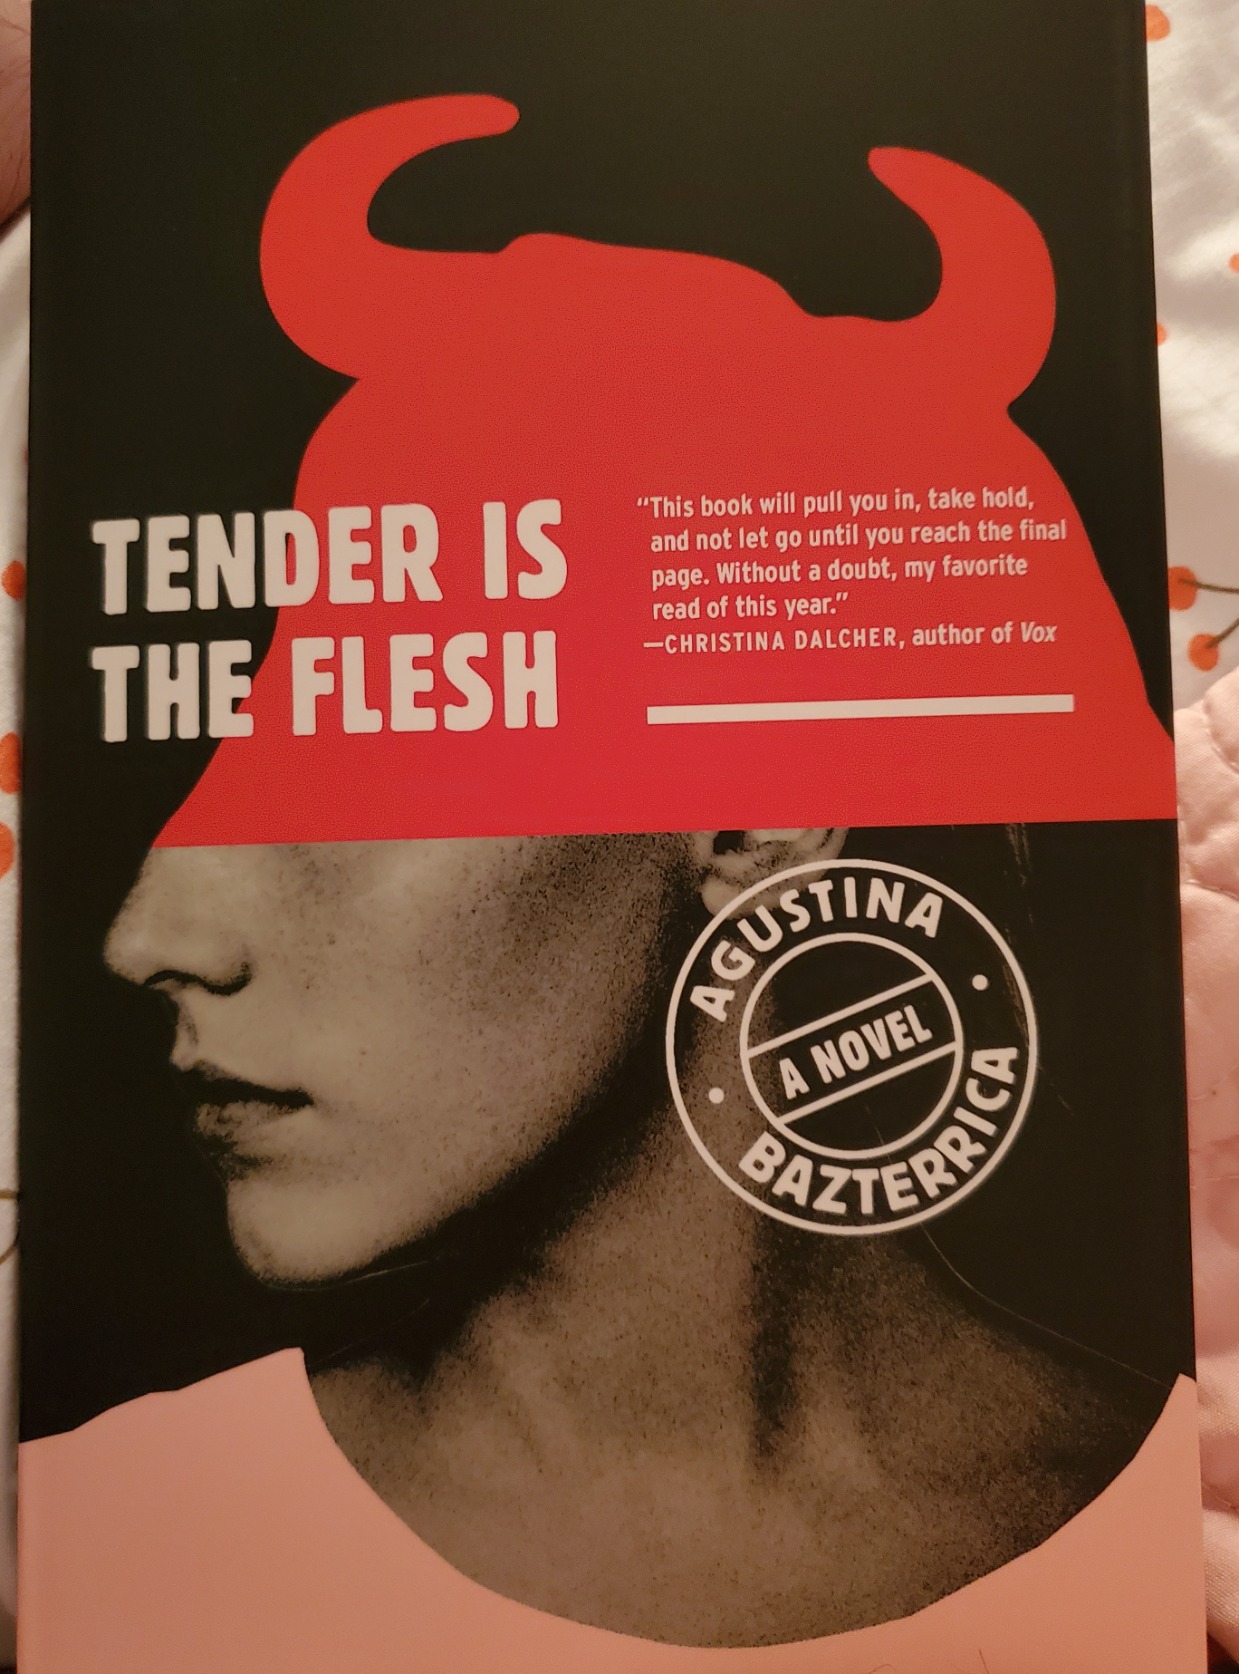 TENDER IS
THE FLESH
“This book will pull you in, take hold,
and not let go until you reach the final
page. Without a doubt, my favorite
read of this year.”
—CHRISTINA DALCHER, author of Vox
AGUSTINA
A NOVEL
BAZTERRICA